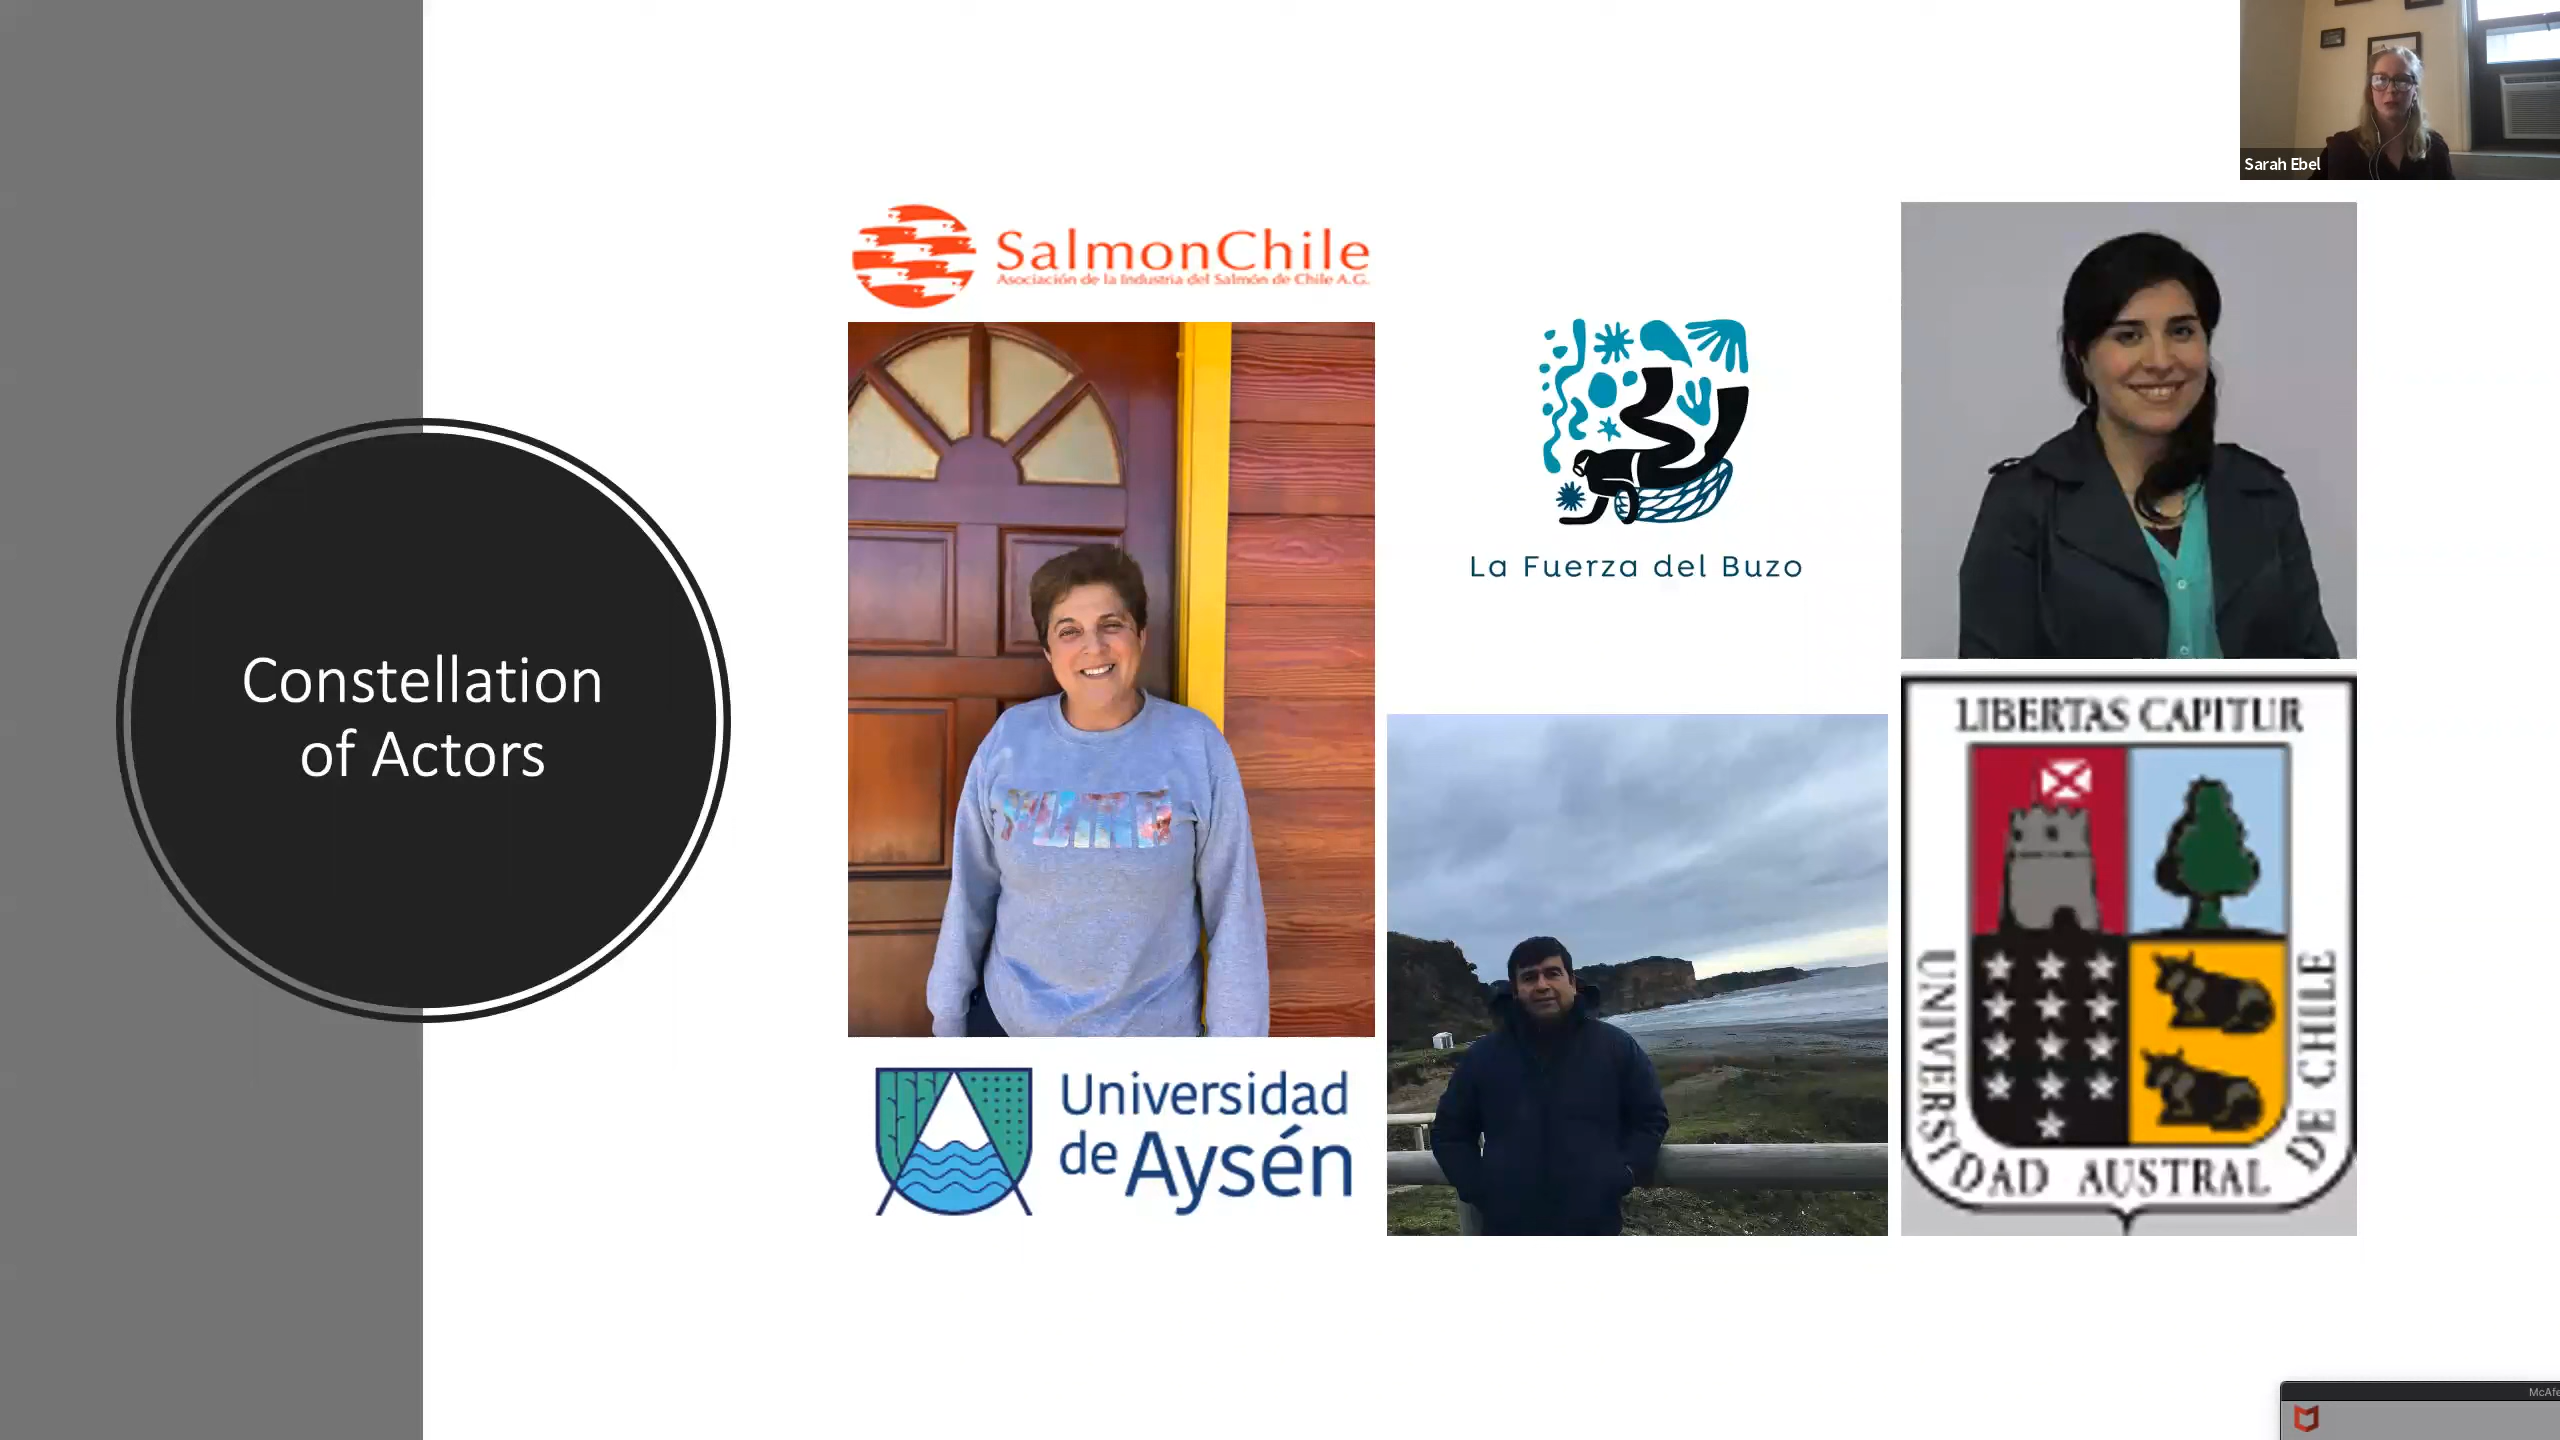 Sarah Ebel
SalmonChile
Asociación de la Industria del Salmón de Chile A.G.
La Fuerza del Buzo
Constellation
of Actors
PUMA
LIBERTAS CAPITUR
UNIVERSIDAD AUSTRAL DE CHILE
Universidad
de Aysén